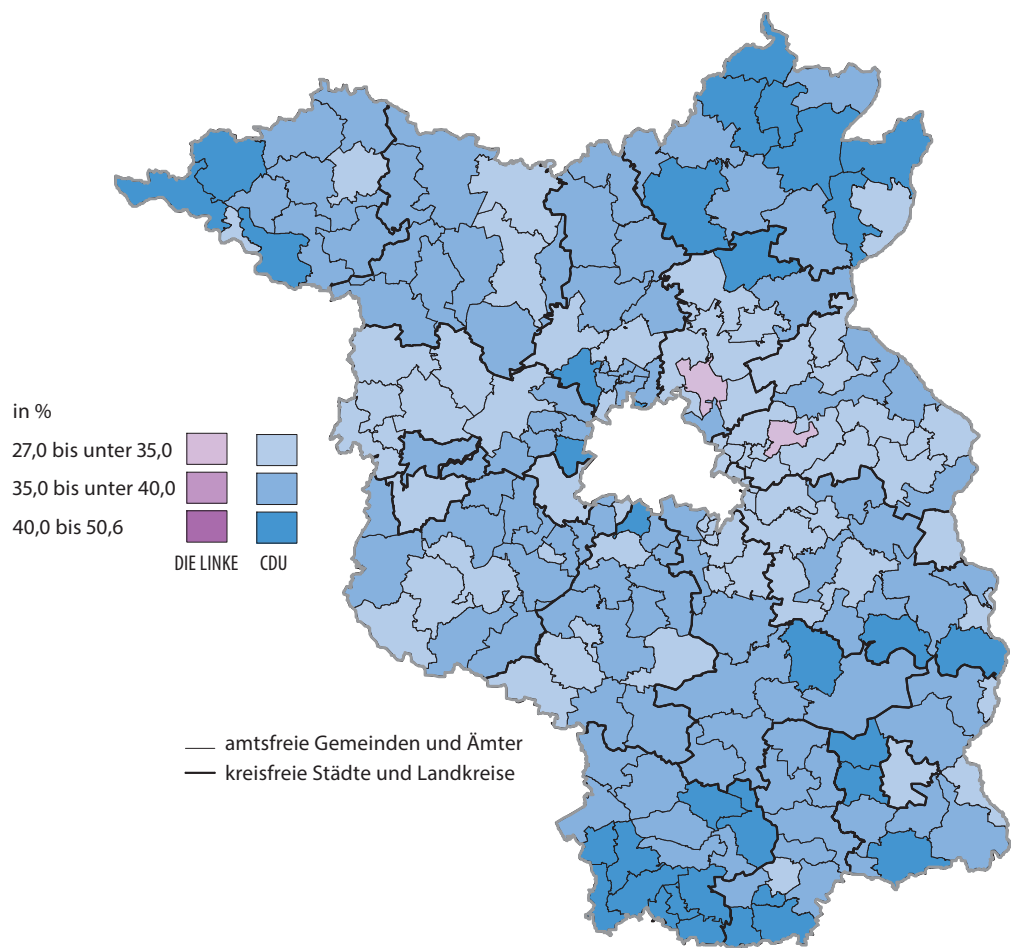 in %
27,0 bis unter 35,0
35,0 bis unter 40,0
40,0 bis 50,6
DIE LINKE CDU
amtsfreie Gemeinden und Ämter
kreisfreie Städte und Landkreise